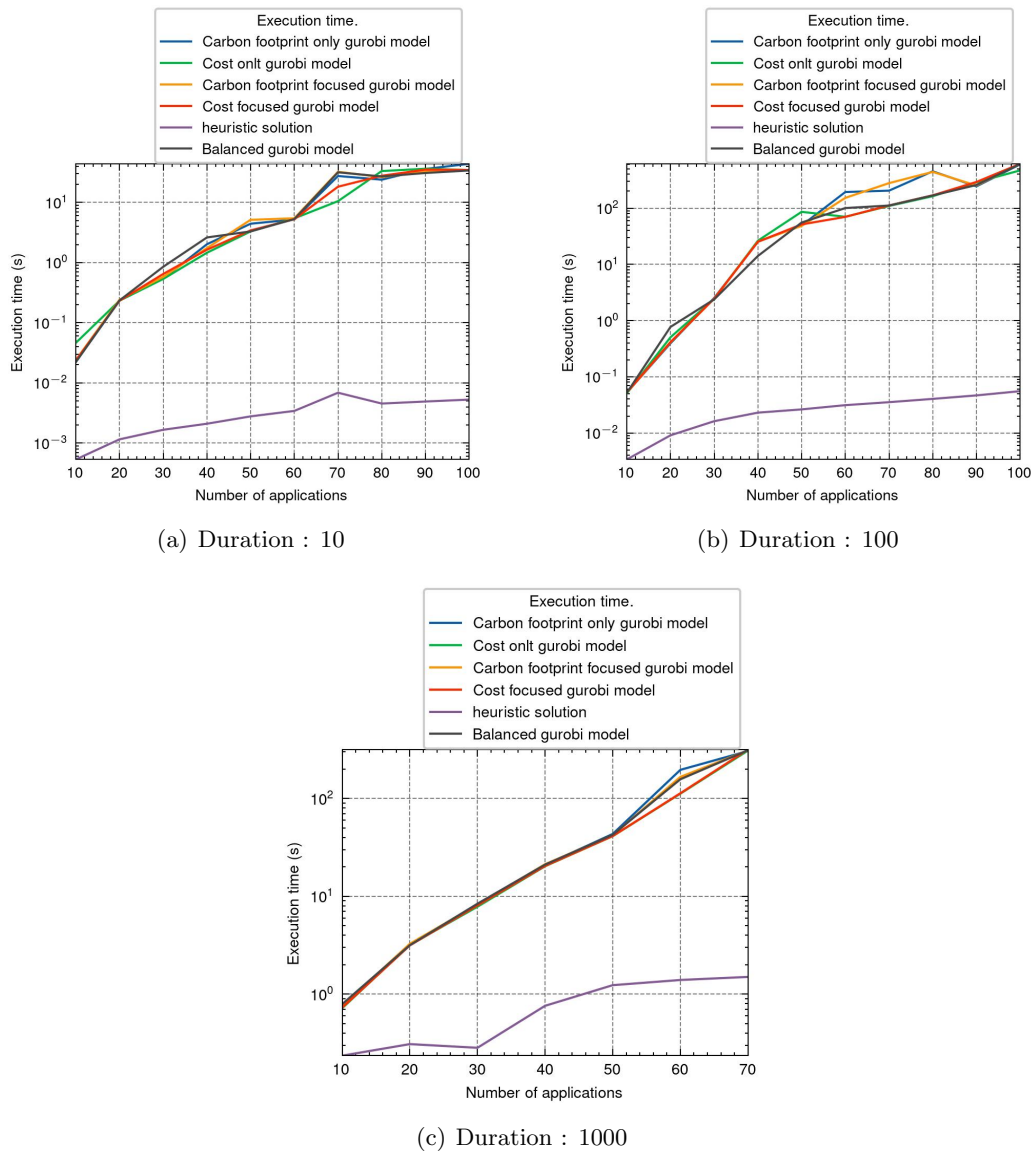 Execution time.
Carbon footprint only gurobi model
Cost onlt gurobi model
Carbon footprint focused gurobi model
Cost focused gurobi model
heuristic solution
Balanced gurobi model
10^1
10^0
10^-1
10^-2
10^-3
Execution time (s)
10 20 30 40 50 60 70 80 90 100
Number of applications
(a) Duration : 10
Execution time.
Carbon footprint only gurobi model
Cost onlt gurobi model
Carbon footprint focused gurobi model
Cost focused gurobi model
heuristic solution
Balanced gurobi model
10^2
10^1
10^0
10^-1
10^-2
Execution time (s)
10 20 30 40 50 60 70 80 90 100
Number of applications
(b) Duration : 100
Execution time.
Carbon footprint only gurobi model
Cost onlt gurobi model
Carbon footprint focused gurobi model
Cost focused gurobi model
heuristic solution
Balanced gurobi model
10^2
10^1
10^0
Execution time (s)
10 20 30 40 50 60 70
Number of applications
(c) Duration : 1000